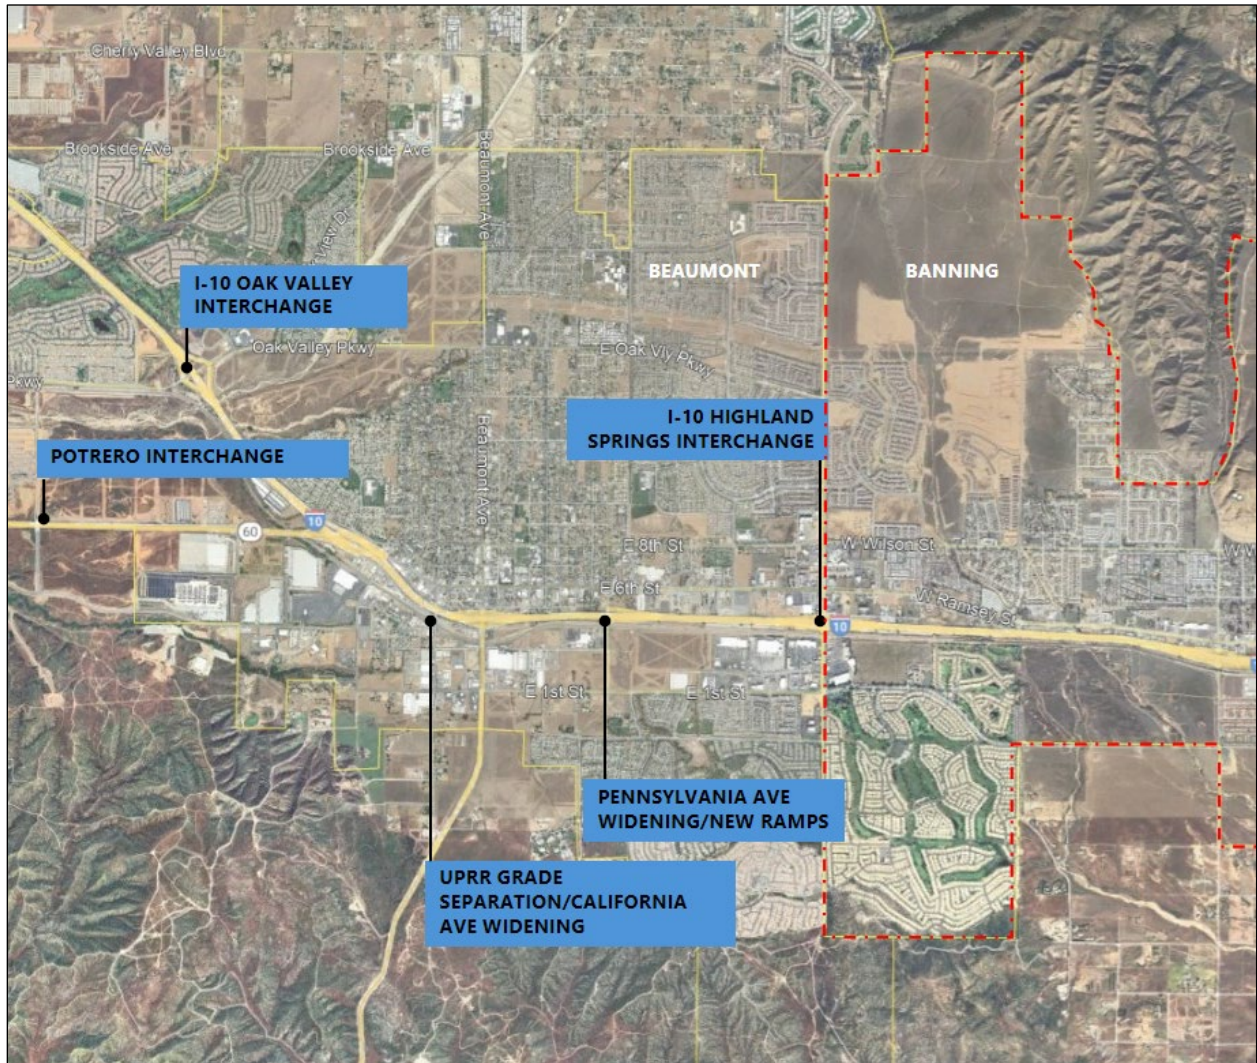 Cherry Valley Blvd
Brookside Ave
Brookside Ave
Beaumont Ave
I-10 OAK VALLEY
INTERCHANGE
BEAUMONT
BANNING
Oak Valley Pkwy
E Oak Vly Pkwy
Pkwy
I-10 HIGHLAND
SPRINGS INTERCHANGE
Beaumont Ave
POTRERO INTERCHANGE
60
10
E 8th St
W Wilson St
E 6th St
W Ramsey St
10
E 1st St
E 1st St
PENNSYLVANIA AVE
WIDENING/NEW RAMPS
UPRR GRADE
SEPARATION/CALIFORNIA
AVE WIDENING